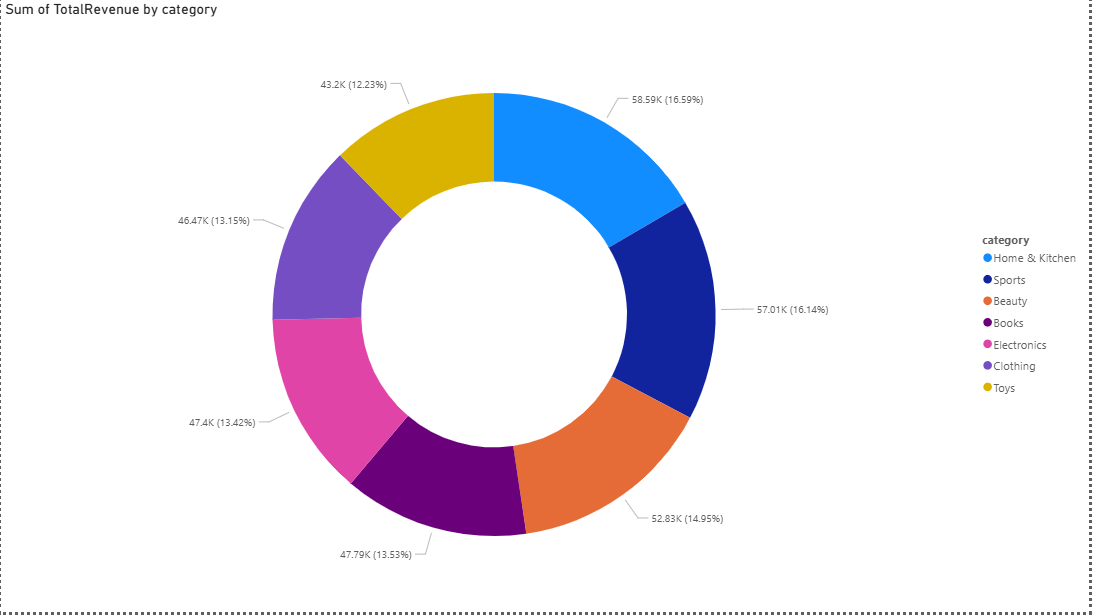 Sum of TotalRevenue by category
43.2K (12.23%)
58.59K (16.59%)
46.47K (13.15%)
57.01K (16.14%)
47.4K (13.42%)
52.83K (14.95%)
47.79K (13.53%)
category
Home & Kitchen
Sports
Beauty
Books
Electronics
Clothing
Toys